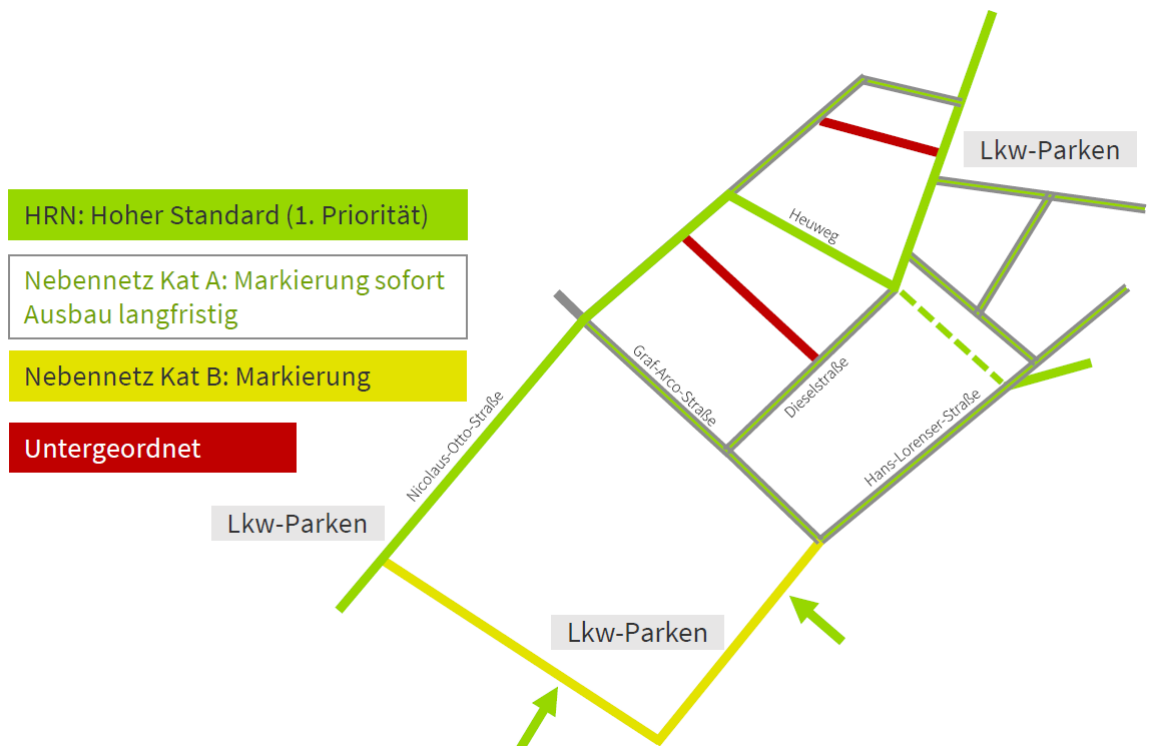 HRN: Hoher Standard (1. Priorität)
Nebennetz Kat A: Markierung sofort
Ausbau langfristig
Nebennetz Kat B: Markierung
Untergeordnet
Lkw-Parken
Heuweg
Graf-Arco-Straße
Dieselstraße
Nicolaus-Otto-Straße
Hans-Lorenser-Straße
Lkw-Parken
Lkw-Parken